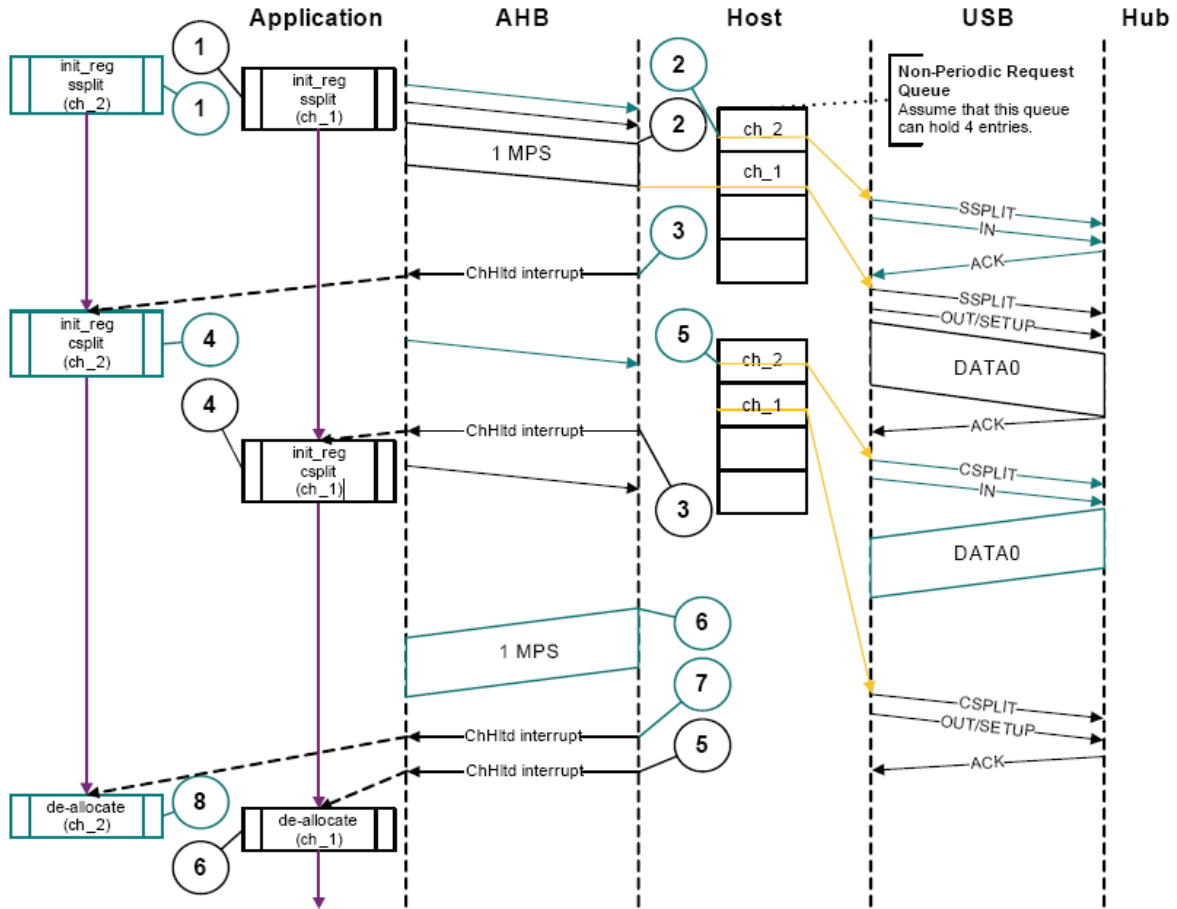 Application AHB Host USB Hub
1
init_reg
ssplit
(ch_2)
1
init_reg
ssplit
(ch_1)
2
2
1 MPS
ch_2
ch_1
Non-Periodic Request
Queue
Assume that this queue
can hold 4 entries.
SSPLIT
IN
ACK
3
ChHltd interrupt
SSPLIT
OUT/SETUP
DATA0
ACK
init_reg
csplit
(ch_2)
4
5
ch_2
ch_1
4
ChHltd interrupt
init_reg
csplit
(ch_1)
3
CSPLIT
IN
DATA0
1 MPS
6
7
ChHltd interrupt
5
ChHltd interrupt
CSPLIT
OUT/SETUP
ACK
de-allocate
(ch_2)
8
de-allocate
(ch_1)
6